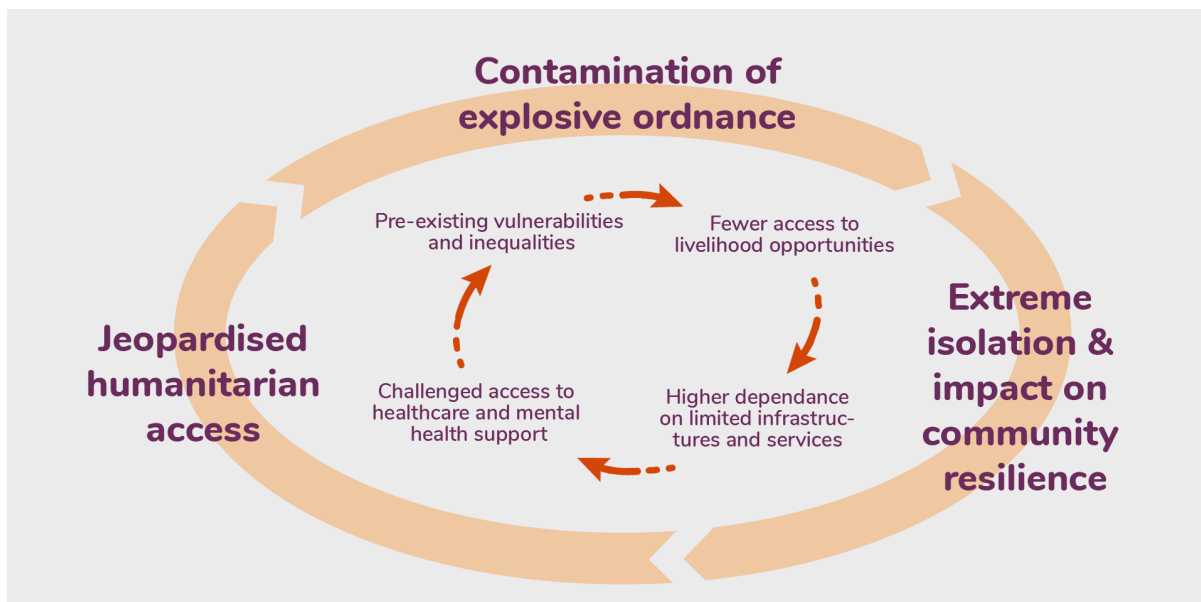 Contamination of
explosive ordnance
Pre-existing vulnerabilities
and inequalities
Fewer access to
livelihood opportunities
Extreme
isolation &
impact on
community
resilience
Higher dependance
on limited infrastruc-
tures and services
Challenged access to
healthcare and mental
health support
Jeopardised
humanitarian
access